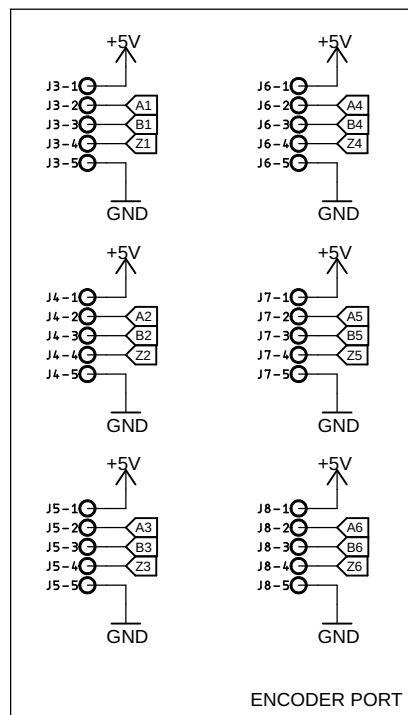 +5V
J3-1
J3-2 A1
J3-3 B1
J3-4 Z1
J3-5
GND
+5V
J6-1
J6-2 A4
J6-3 B4
J6-4 Z4
J6-5
GND
+5V
J4-1
J4-2 A2
J4-3 B2
J4-4 Z2
J4-5
GND
+5V
J7-1
J7-2 A5
J7-3 B5
J7-4 Z5
J7-5
GND
+5V
J5-1
J5-2 A3
J5-3 B3
J5-4 Z3
J5-5
GND
+5V
J8-1
J8-2 A6
J8-3 B6
J8-4 Z6
J8-5
GND
ENCODER PORT